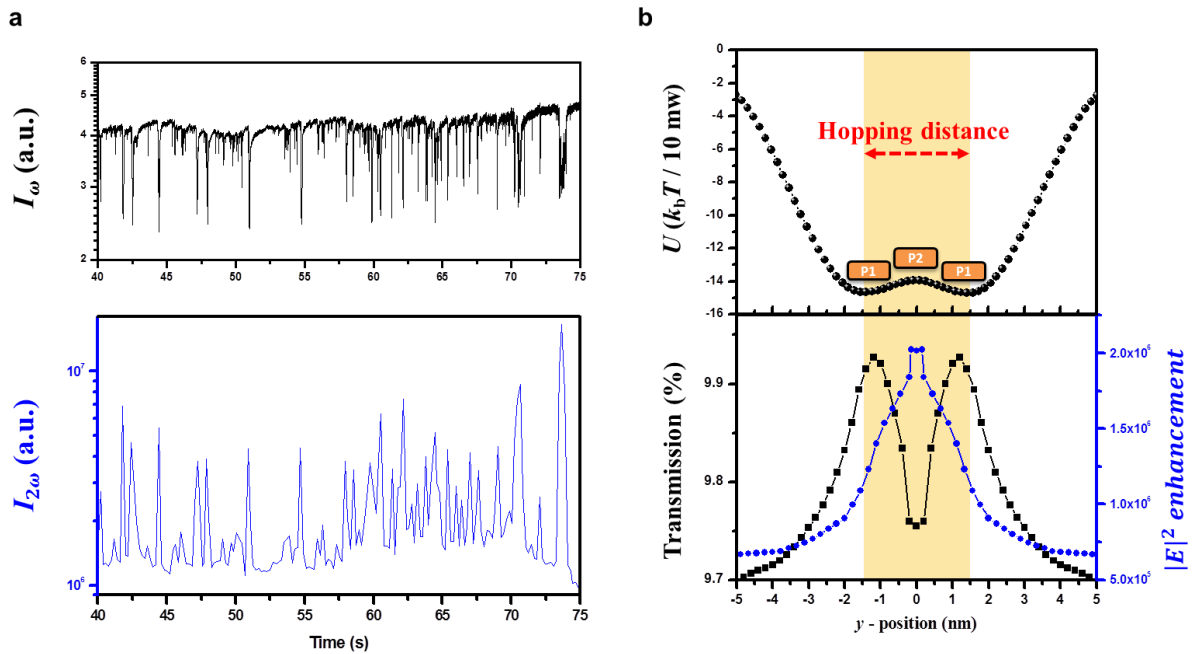 a
b
I_ω (a.u.)
6
5
4
3
2
40 45 50 55 60 65 70 75
I_2ω (a.u.)
10⁷
10⁶
40 45 50 55 60 65 70 75
Time (s)
U (k_bT / 10 mw)
0
-2
-4
-6
-8
-10
-12
-14
-16
Hopping distance
P1 P2 P1
Transmission (%)
9.9
9.8
9.7
|E|² enhancement
2.0x10⁶
1.5x10⁶
1.0x10⁶
5.0x10⁵
-5 -4 -3 -2 -1 0 1 2 3 4 5
y - position (nm)